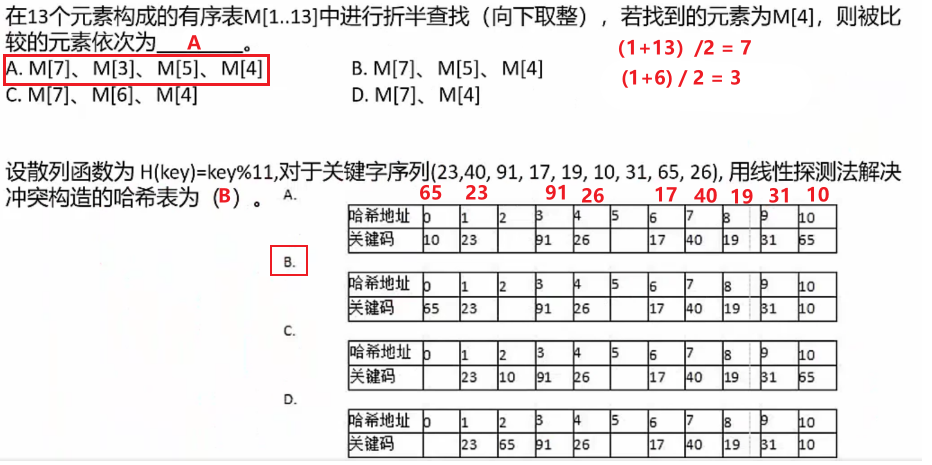 在13个元素构成的有序表M[1..13]中进行折半查找（向下取整），若找到的元素为M[4]，则被比
较的元素依次为___A___。
(1+13) /2 = 7
A. M[7]、M[3]、M[5]、M[4]
B. M[7]、M[5]、M[4]
(1+6) / 2 = 3
C. M[7]、M[6]、M[4]
D. M[7]、M[4]
设散列函数为 H(key)=key%11,对于关键字序列(23,40, 91, 17, 19, 10, 31, 65, 26), 用线性探测法解决
冲突构造的哈希表为（B）。
A.
65 23 91 26 17 40 19 31 10
哈希地址 0 1 2 3 4 5 6 7 8 9 10
关键码 10 23 91 26 17 40 19 31 65
B.
哈希地址 0 1 2 3 4 5 6 7 8 9 10
关键码 65 23 91 26 17 40 19 31 10
C.
哈希地址 0 1 2 3 4 5 6 7 8 9 10
关键码 23 10 91 26 17 40 19 31 65
D.
哈希地址 0 1 2 3 4 5 6 7 8 9 10
关键码 23 65 91 26 17 40 19 31 10